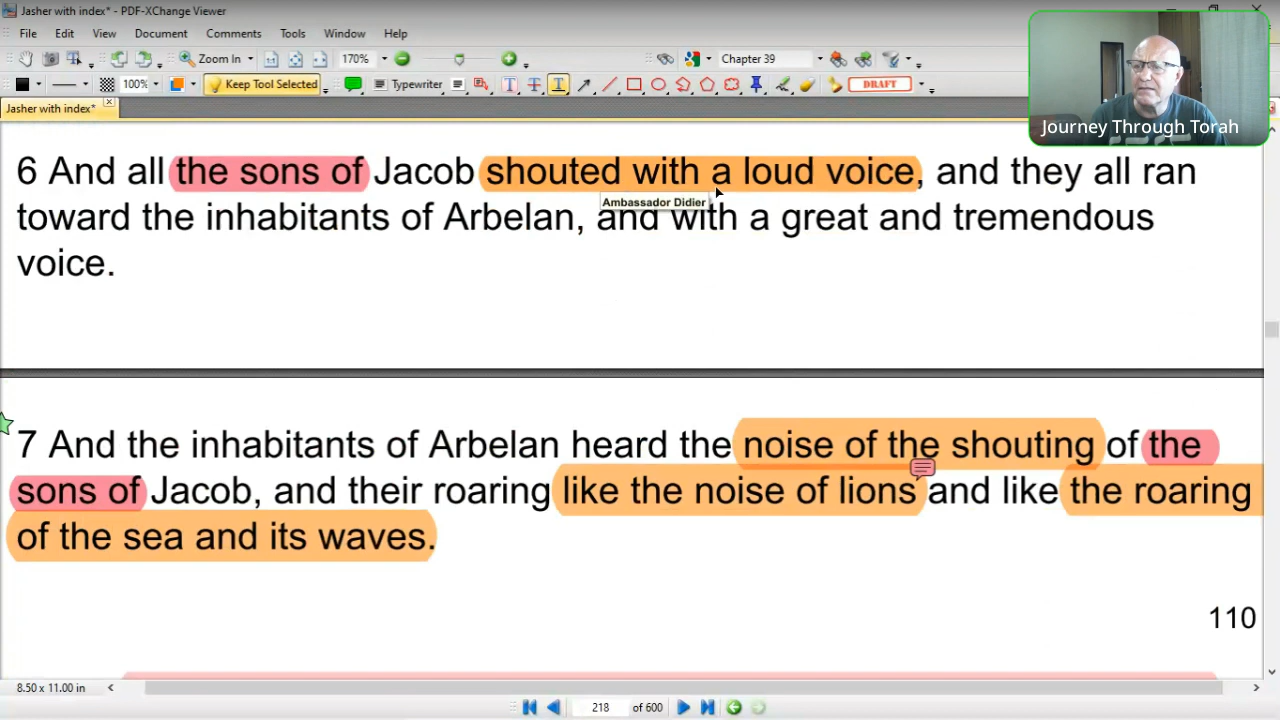 Jasher with index* - PDF-XChange Viewer
File Edit View Document Comments Tools Window Help
Zoom In 170% Chapter 39
100% Keep Tool Selected Typewriter DRAFT
Jasher with index*
Journey Through Torah
6 And all the sons of Jacob shouted with a loud voice, and they all ran
Ambassador Didier
toward the inhabitants of Arbelan, and with a great and tremendous
voice.
7 And the inhabitants of Arbelan heard the noise of the shouting of the
sons of Jacob, and their roaring like the noise of lions and like the roaring
of the sea and its waves.
110
8.50 x 11.00 in
218 of 600